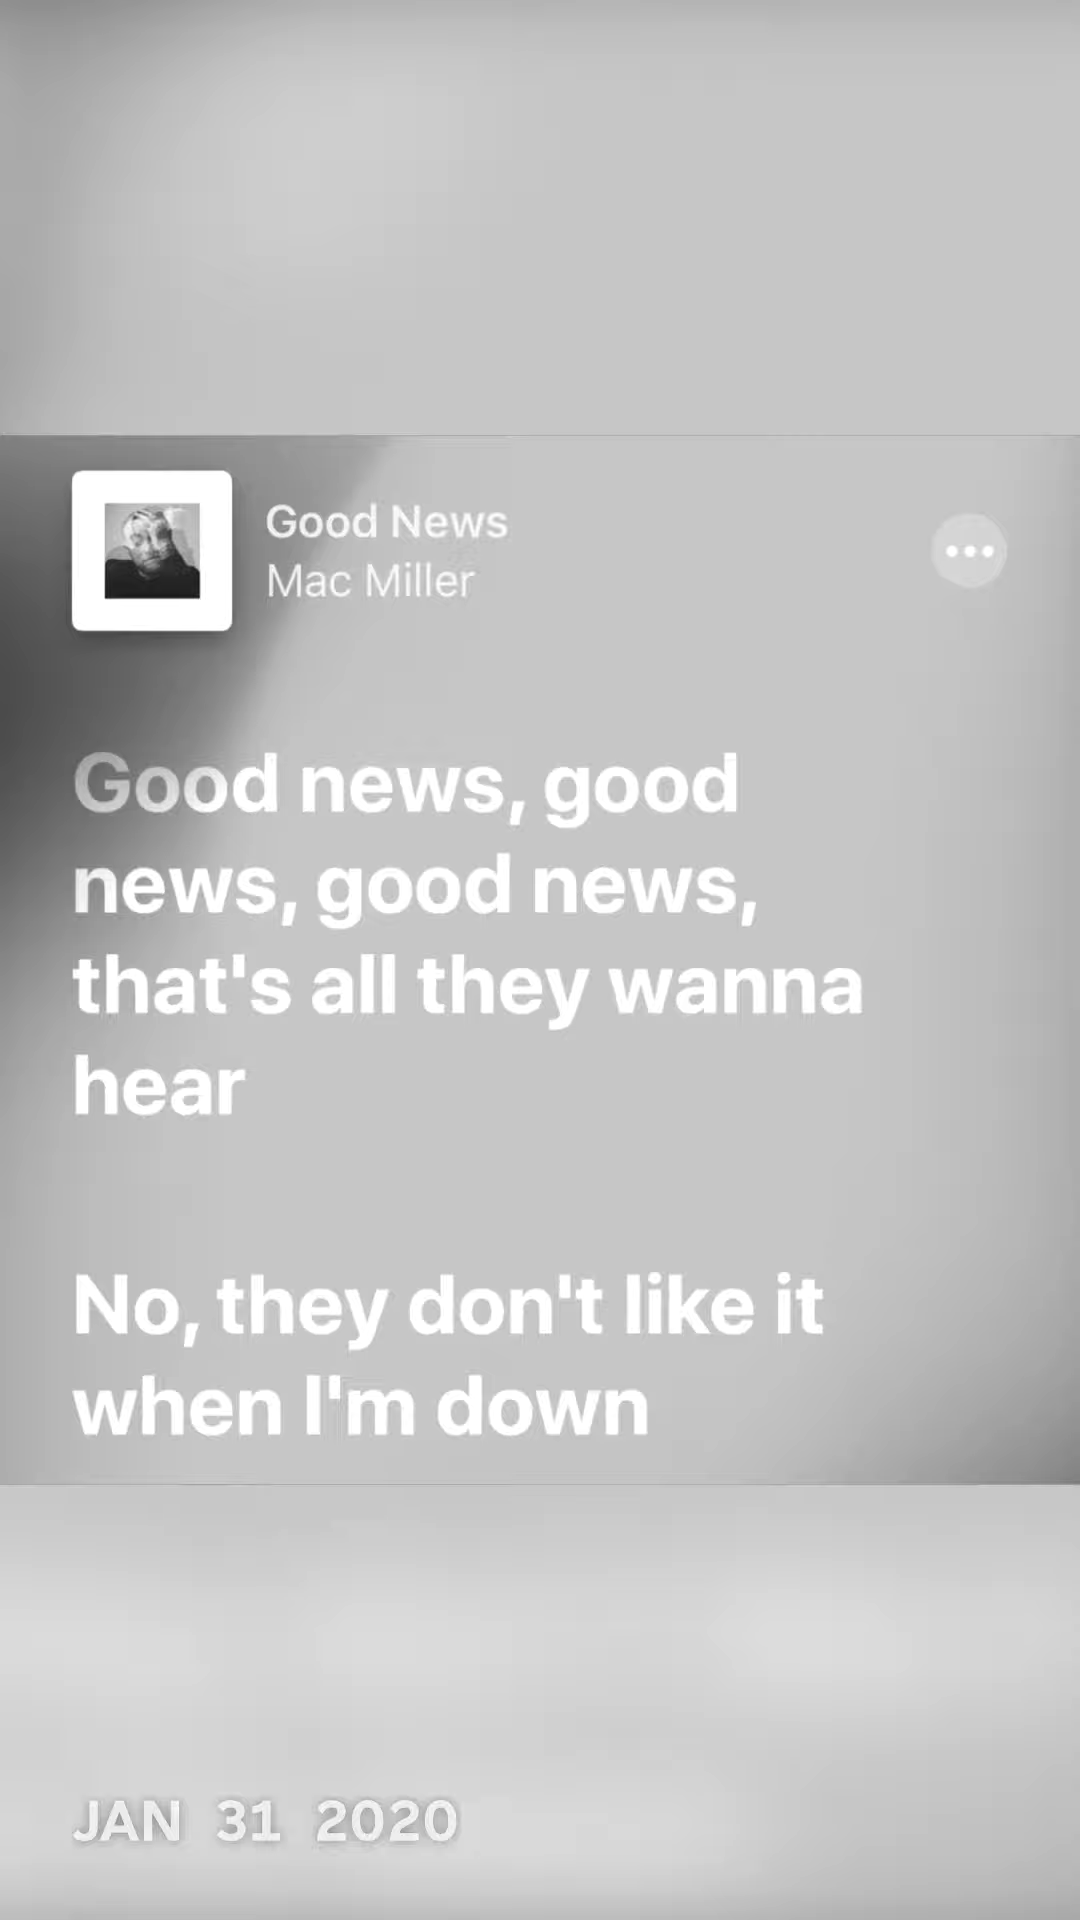 Good News
Mac Miller
Good news, good
news, good news,
that's all they wanna
hear
No, they don't like it
when I'm down
JAN 31 2020